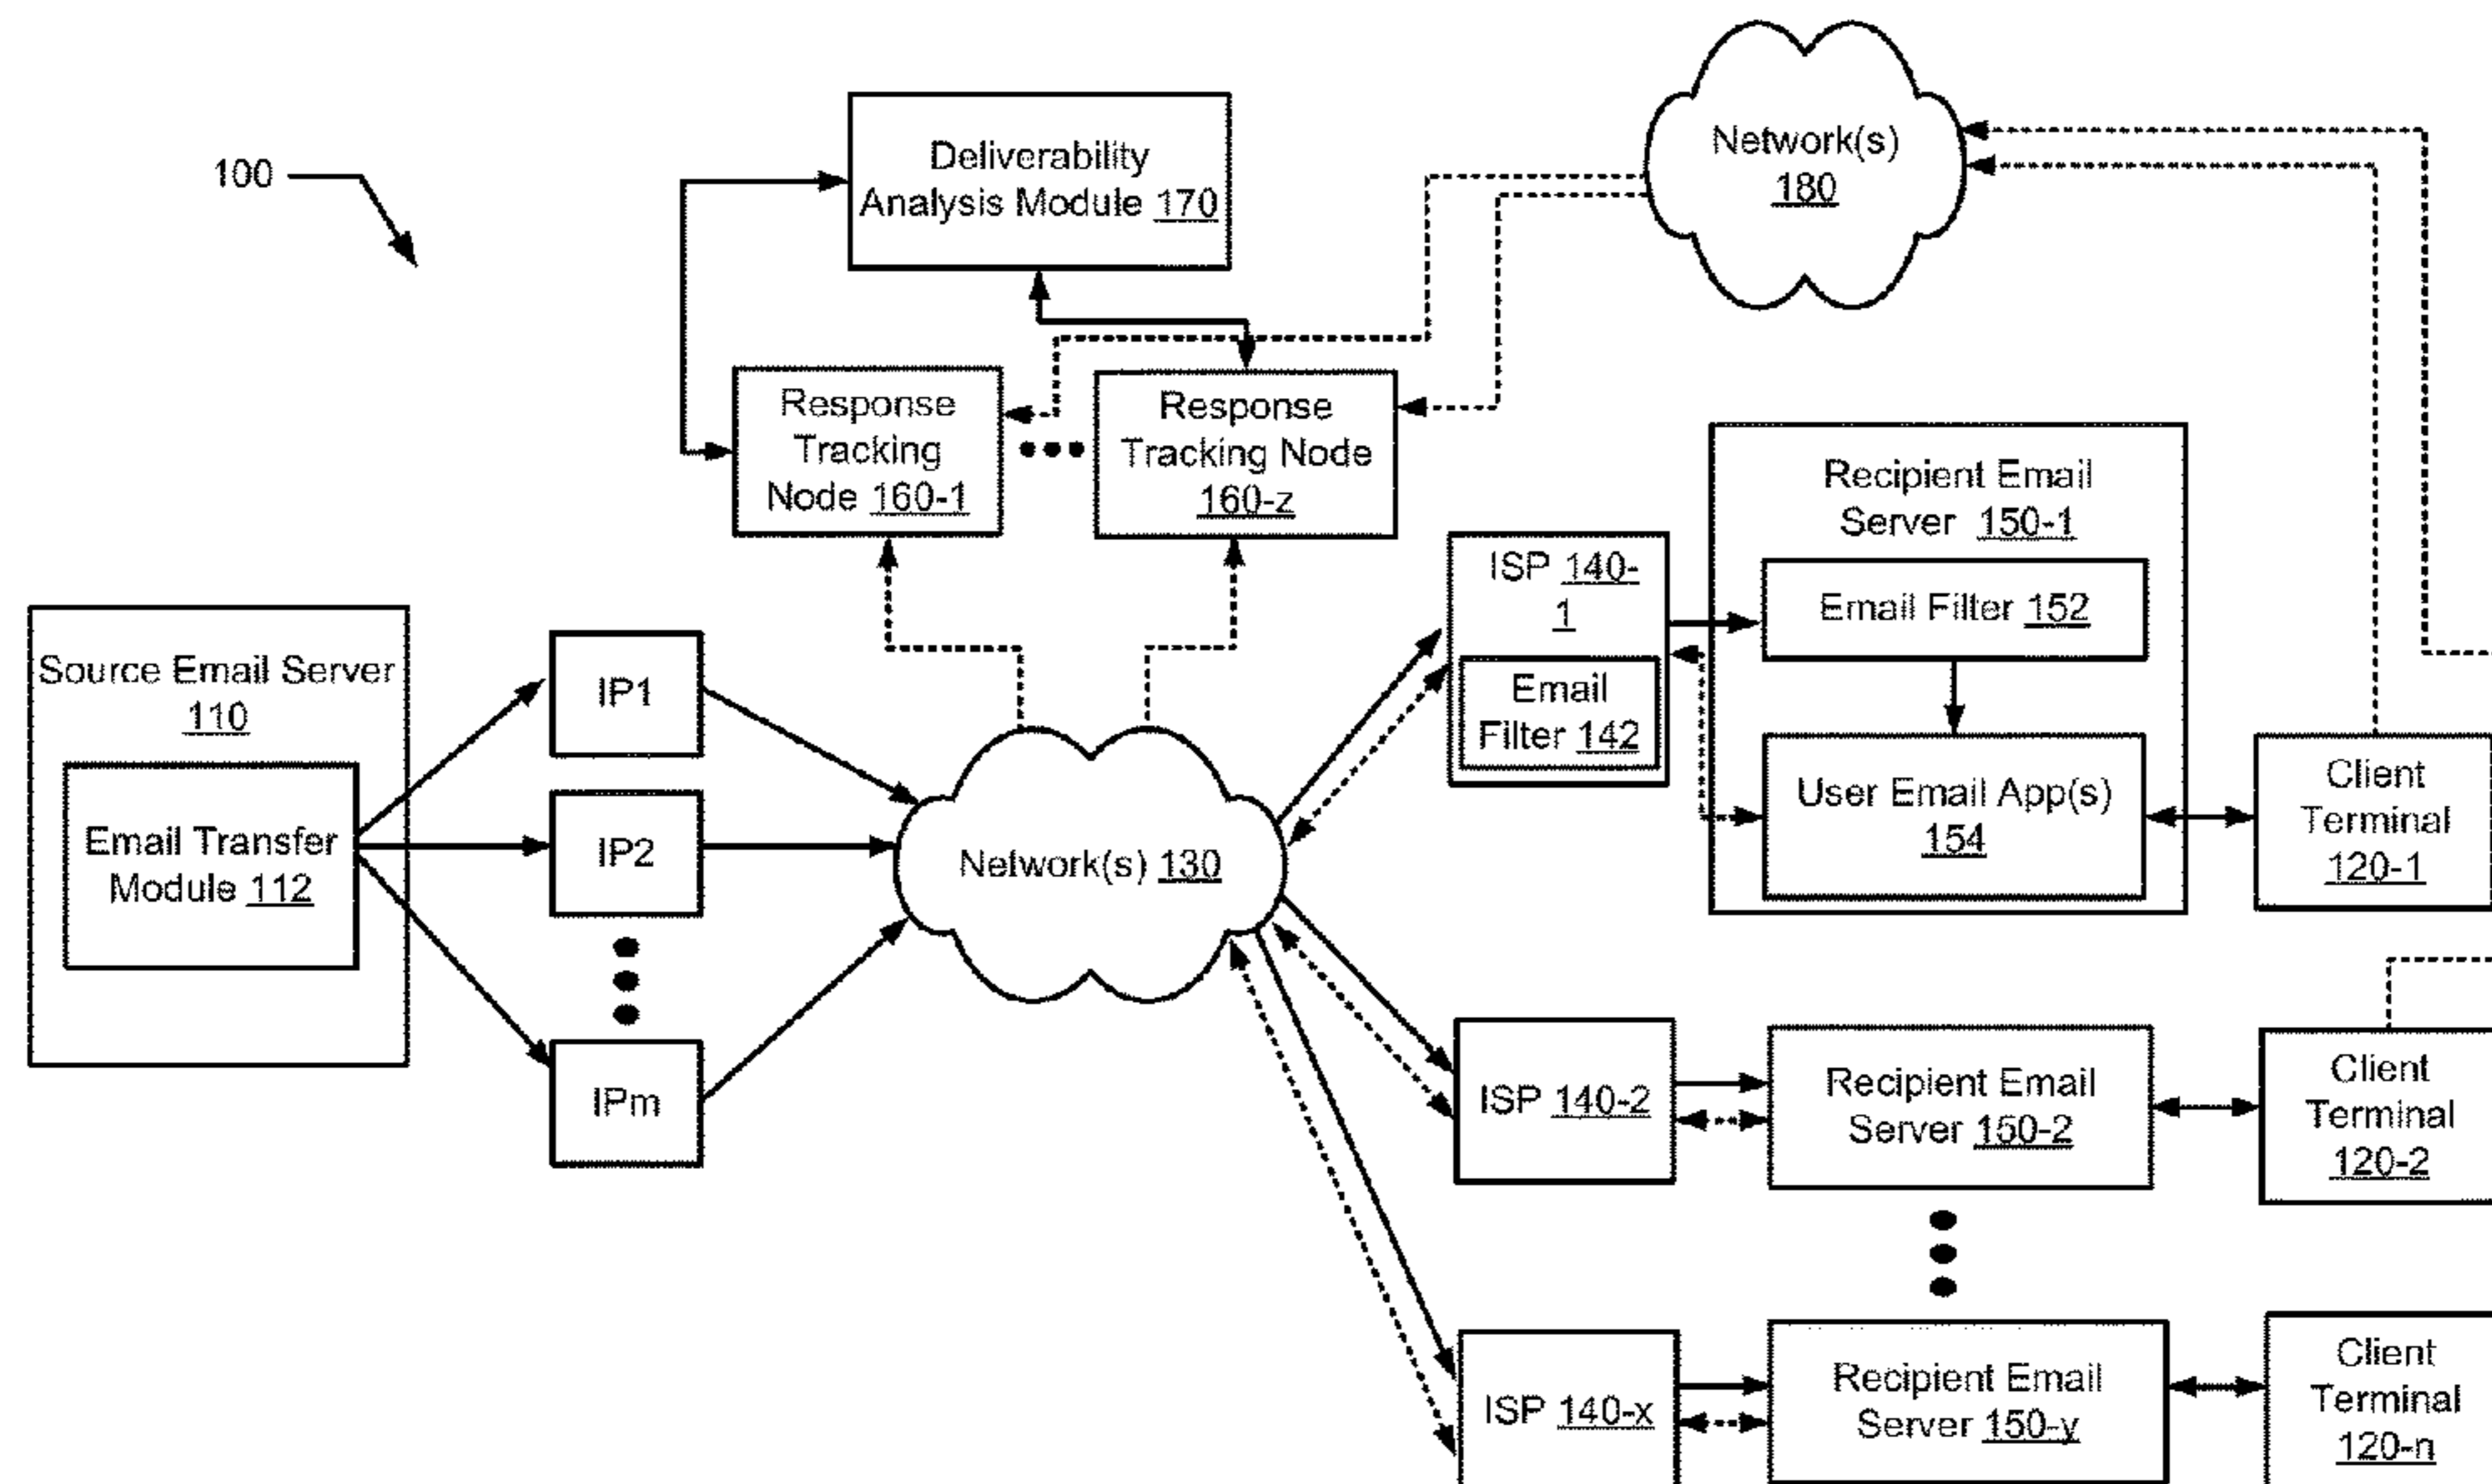 100
Deliverability
Analysis Module 170
Network(s)
180
Response
Tracking
Node 160-1
Response
Tracking Node
160-z
Recipient Email
Server 150-1
Email Filter 152
User Email App(s)
154
ISP 140-
1
Email
Filter 142
Source Email Server
110
Email Transfer
Module 112
IP1
IP2
IPm
Network(s) 130
Client
Terminal
120-1
ISP 140-2
Recipient Email
Server 150-2
Client
Terminal
120-2
ISP 140-x
Recipient Email
Server 150-y
Client
Terminal
120-n